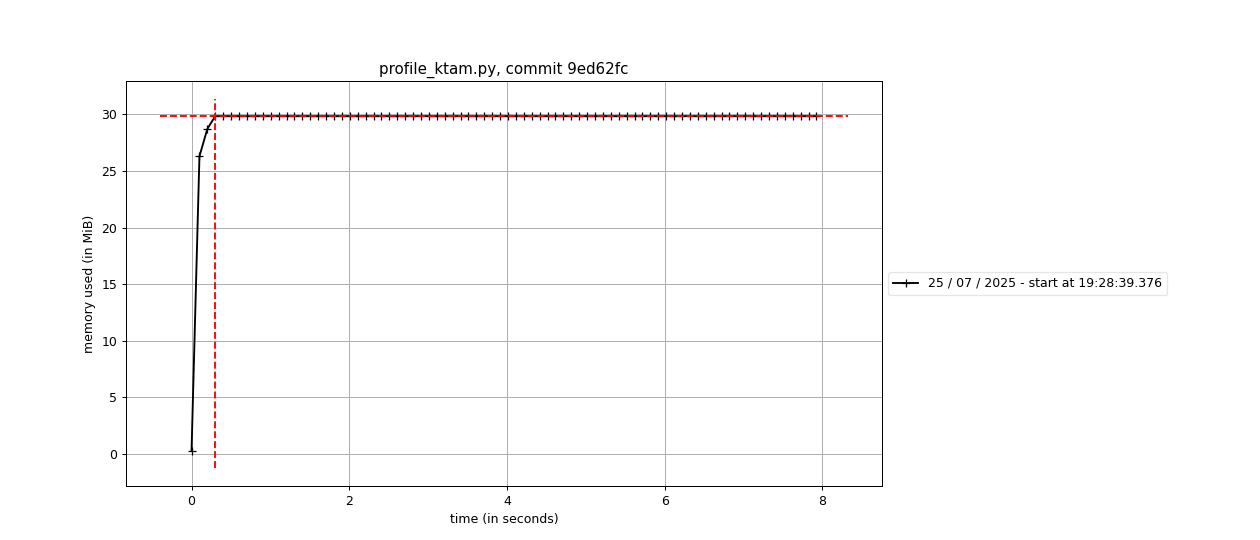 profile_ktam.py, commit 9ed62fc
30
25
20
15
10
5
0
memory used (in MiB)
0 2 4 6 8
time (in seconds)
25 / 07 / 2025 - start at 19:28:39.376